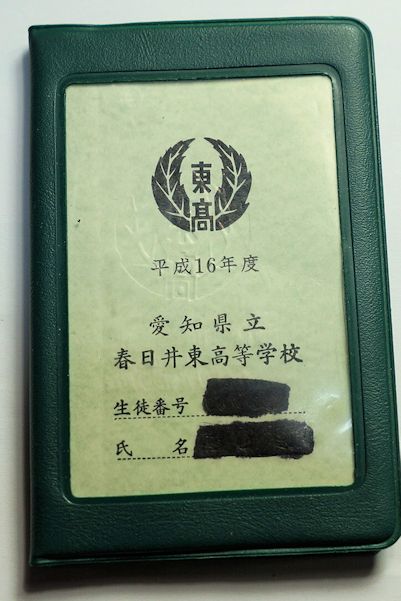 東高
平成16年度
愛知県立
春日井東高等学校
生徒番号
氏名